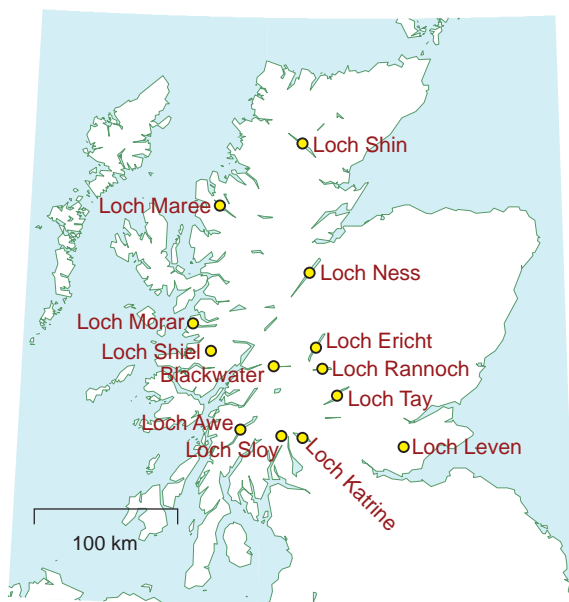 Loch Shin
Loch Maree
Loch Ness
Loch Morar
Loch Ericht
Loch Shiel
Blackwater
Loch Rannoch
Loch Tay
Loch Awe
Loch Sloy
Loch Leven
Loch Katrine
100 km